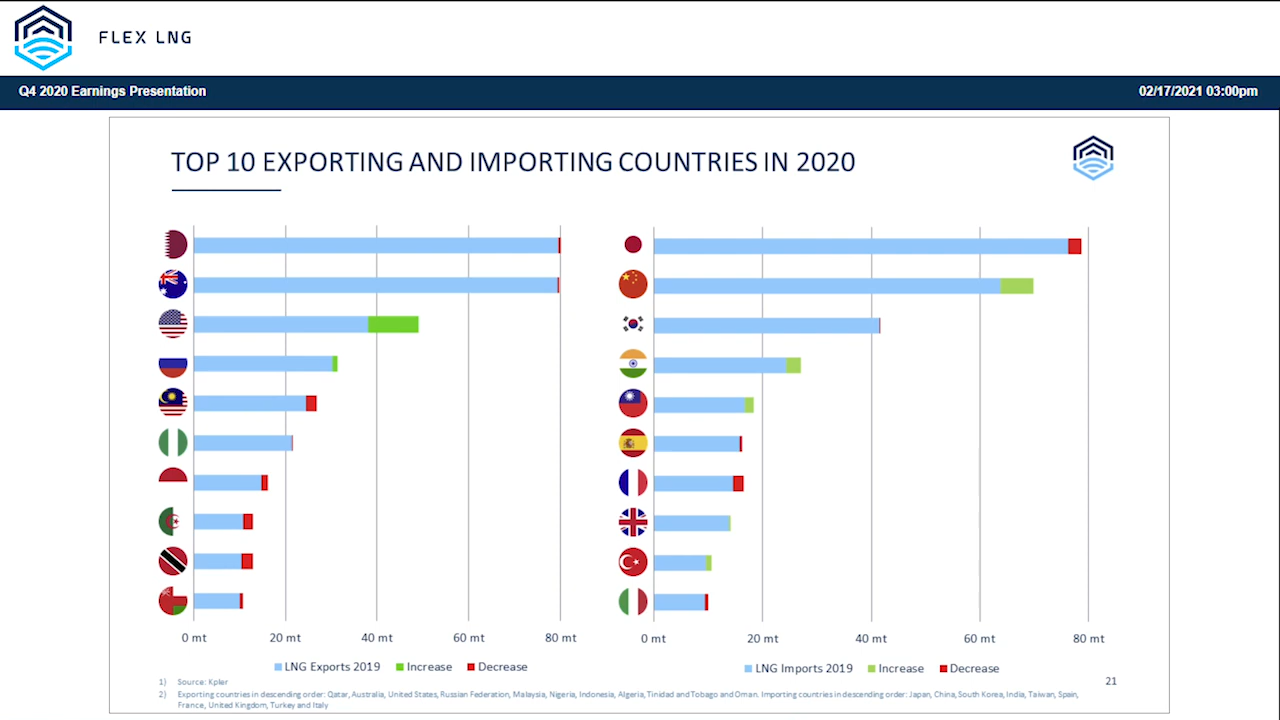 FLEX LNG
Q4 2020 Earnings Presentation
02/17/2021 03:00pm
TOP 10 EXPORTING AND IMPORTING COUNTRIES IN 2020
0 mt 20 mt 40 mt 60 mt 80 mt
LNG Exports 2019 Increase Decrease
0 mt 20 mt 40 mt 60 mt 80 mt
LNG Imports 2019 Increase Decrease
1) Source: Kpler
2) Exporting countries in descending order: Qatar, Australia, United States, Russian Federation, Malaysia, Nigeria, Indonesia, Algeria, Tinidad and Tobago and Oman. Importing countries in descending order: Japan, China, South Korea, India, Taiwan, Spain,
France, United Kingdom, Turkey and Italy
21